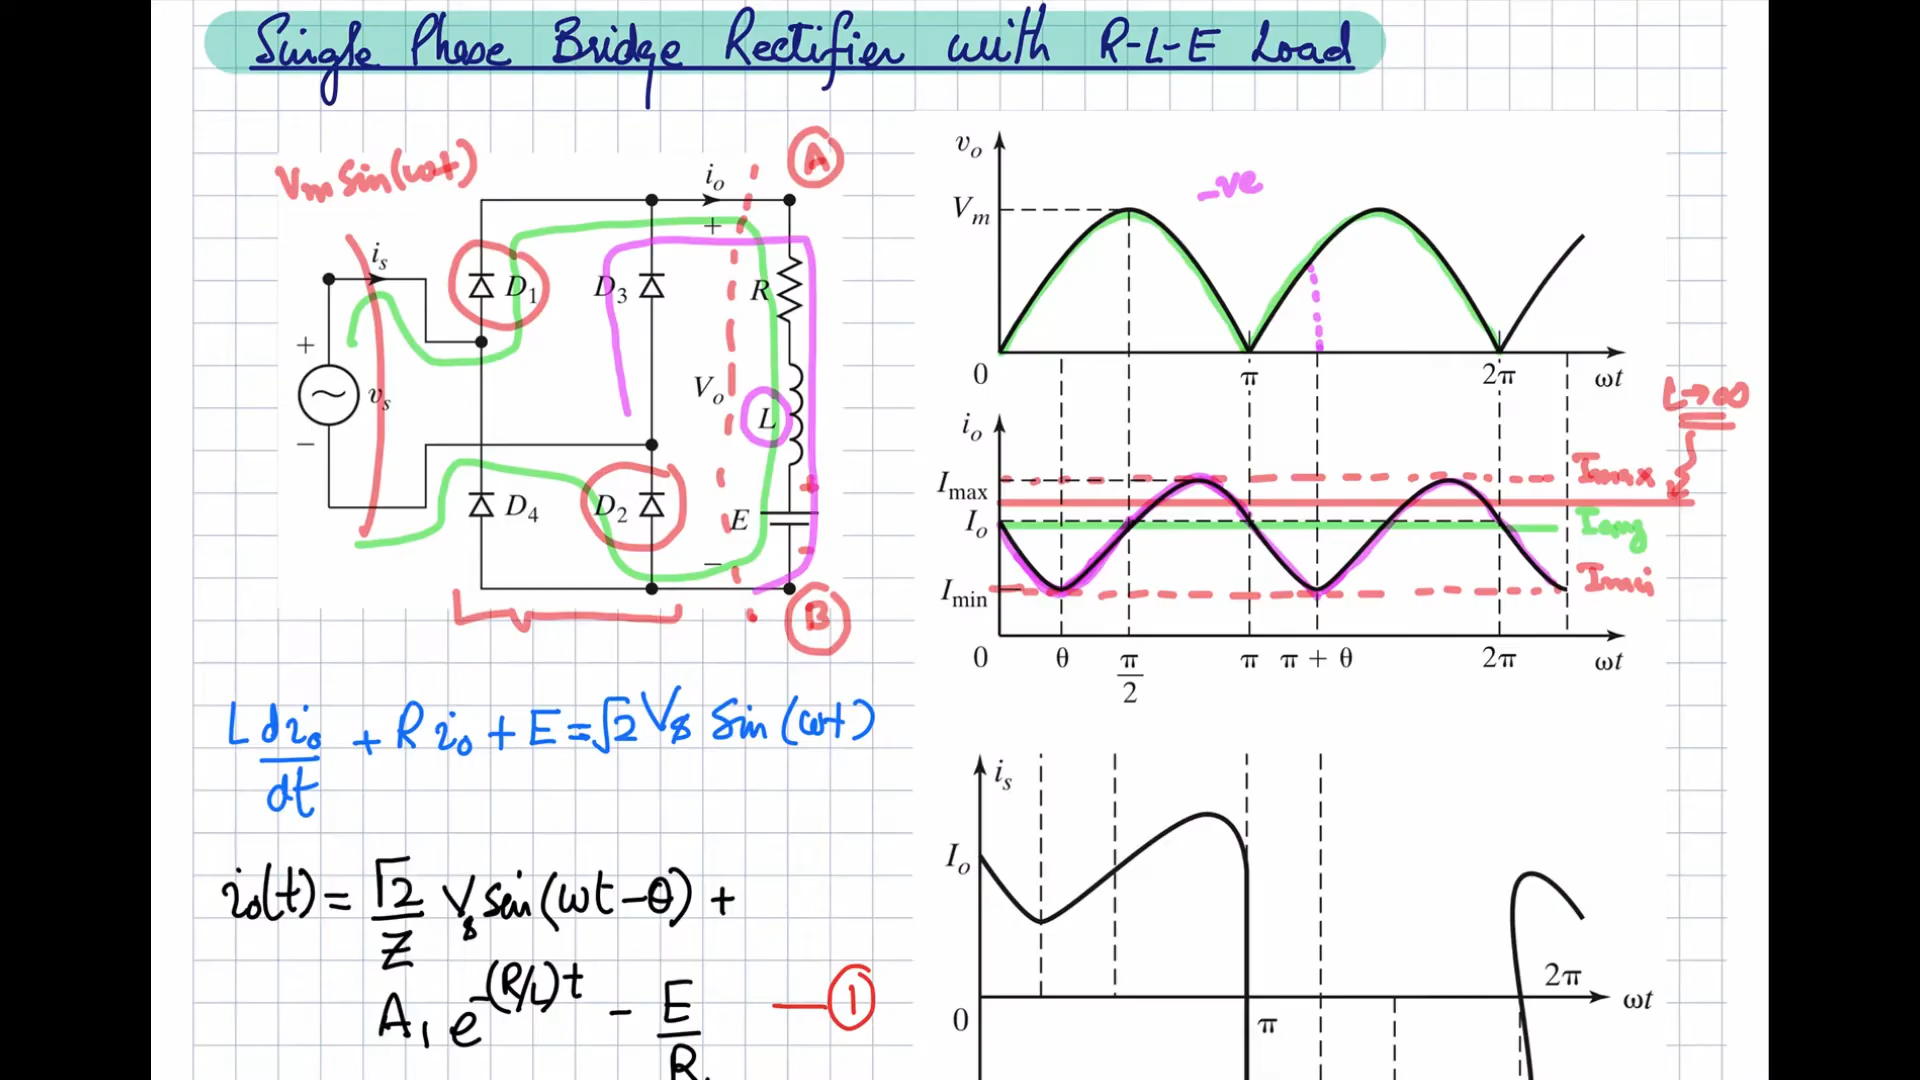 Single Phase Bridge Rectifier with R-L-E Load
Vm Sin(ωt)
A
io
+
is
D1
D3
R
+
vs
−
Vo
L
D4
D2
E
+
−
−
B
vo
-ve
Vm
0
π
2π
ωt
L→∞
io
Imax
Imax
Io
Iavg
Imin
0
θ
π/2
π
π + θ
2π
ωt
L dio/dt + R io + E = √2 Vs Sin (ωt)
io(t) = √2/Z Vs sin (ωt − θ) +
A1 e^-(R/L)t − E/R
1
is
Io
0
π
2π
ωt